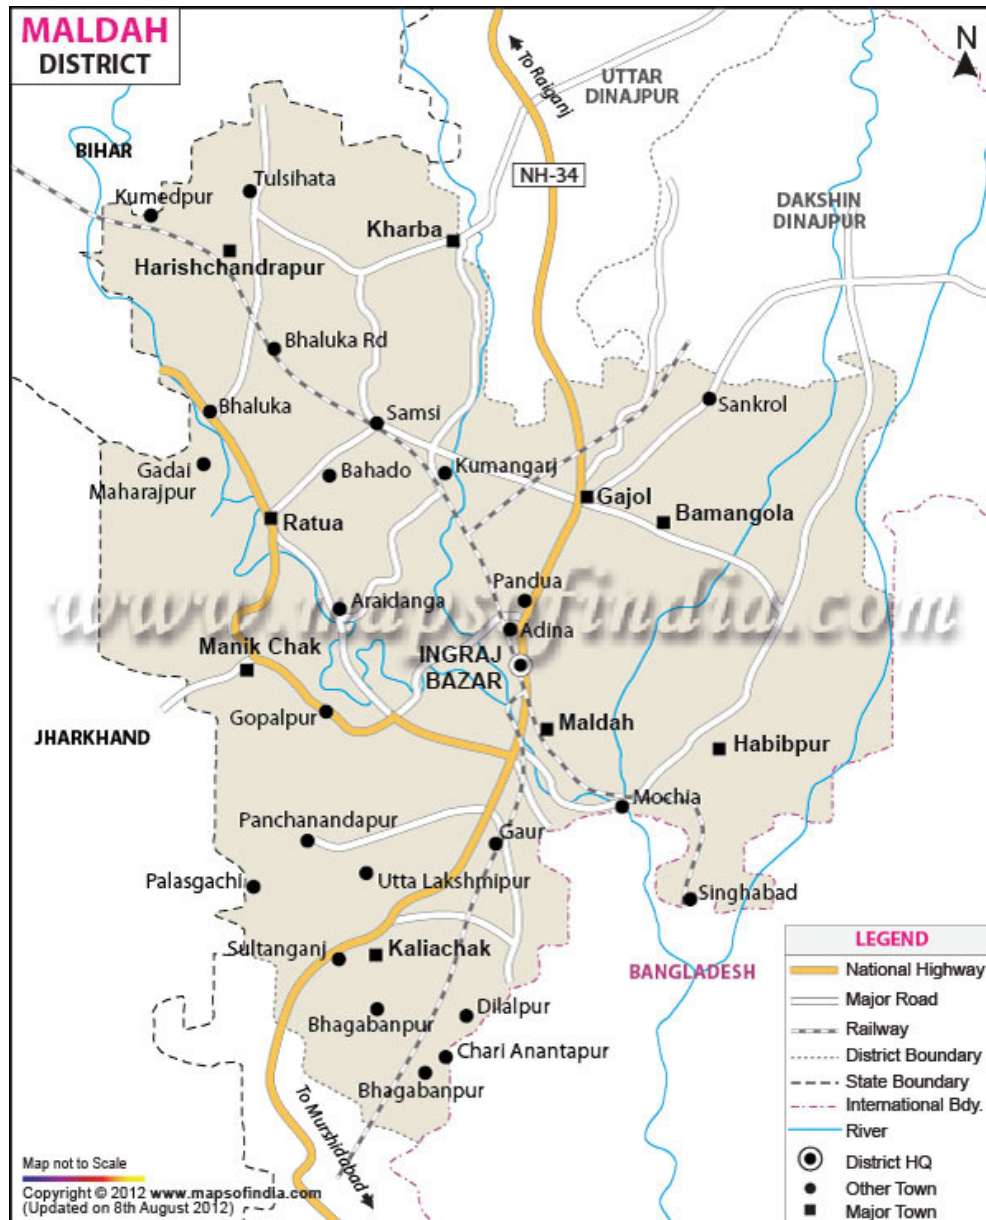 MALDAH
DISTRICT
N
To Raiganj
UTTAR
DINAJPUR
BIHAR
NH-34
Tulsihata
Kumedpur
DAKSHIN
DINAJPUR
Kharba
Harishchandrapur
Bhaluka Rd
Bhaluka
Samsi
Sankrol
Gadai
Maharajpur
Bahado
Kumangarj
Gajol
Bamangola
Ratua
Pandua
Araidanga
www.mapsofindia.com
Adina
Manik Chak
INGRAJ
BAZAR
Gopalpur
Maldah
JHARKHAND
Habibpur
Mochia
Panchanandapur
Gaur
Palasgachi
Utta Lakshmipur
Singhabad
Sultanganj
Kaliachak
BANGLADESH
Bhagabanpur
Dilalpur
Chari Anantapur
Bhagabanpur
To Murshidabad
LEGEND
National Highway
Major Road
Railway
District Boundary
State Boundary
International Bdy.
River
District HQ
Other Town
Major Town
Map not to Scale
Copyright © 2012 www.mapsofindia.com
(Updated on 8th August 2012)